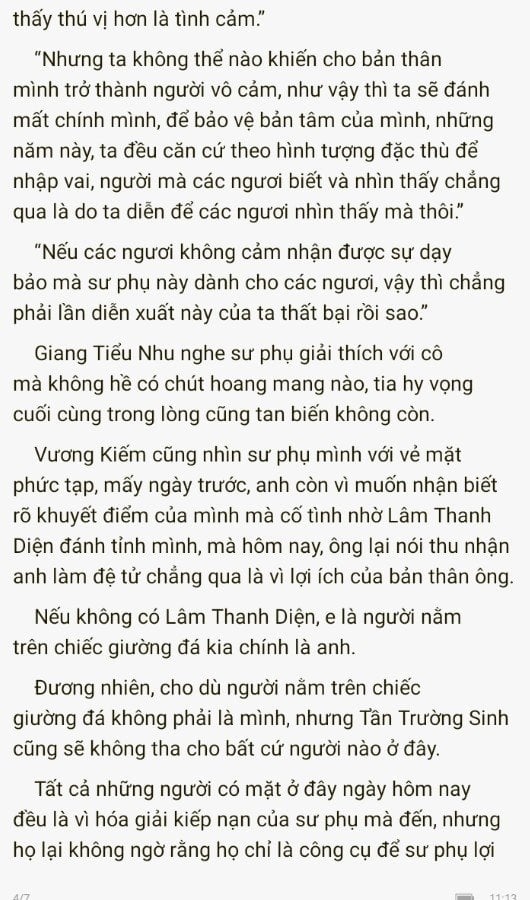 thấy thú vị hơn là tình cảm.”
“Nhưng ta không thể nào khiến cho bản thân
mình trở thành người vô cảm, như vậy thì ta sẽ đánh
mất chính mình, để bảo vệ bản tâm của mình, những
năm này, ta đều căn cứ theo hình tượng đặc thù để
nhập vai, người mà các ngươi biết và nhìn thấy chẳng
qua là do ta diễn để các ngươi nhìn thấy mà thôi.”
“Nếu các ngươi không cảm nhận được sự dạy
bảo mà sư phụ này dành cho các ngươi, vậy thì chẳng
phải lần diễn xuất này của ta thất bại rồi sao.”
Giang Tiểu Nhu nghe sư phụ giải thích với cô
mà không hề có chút hoang mang nào, tia hy vọng
cuối cùng trong lòng cũng tan biến không còn.
Vương Kiếm cũng nhìn sư phụ mình với vẻ mặt
phức tạp, mấy ngày trước, anh còn vì muốn nhận biết
rõ khuyết điểm của mình mà cố tình nhờ Lâm Thanh
Diện đánh tỉnh mình, mà hôm nay, ông lại nói thu nhận
anh làm đệ tử chẳng qua là vì lợi ích của bản thân ông.
Nếu không có Lâm Thanh Diện, e là người nằm
trên chiếc giường đá kia chính là anh.
Đương nhiên, cho dù người nằm trên chiếc
giường đá không phải là mình, nhưng Tần Trường Sinh
cũng sẽ không tha cho bất cứ người nào ở đây.
Tất cả những người có mặt ở đây ngày hôm nay
đều là vì hóa giải kiếp nạn của sư phụ mà đến, nhưng
họ lại không ngờ rằng họ chỉ là công cụ để sư phụ lợi
4/7 11:13